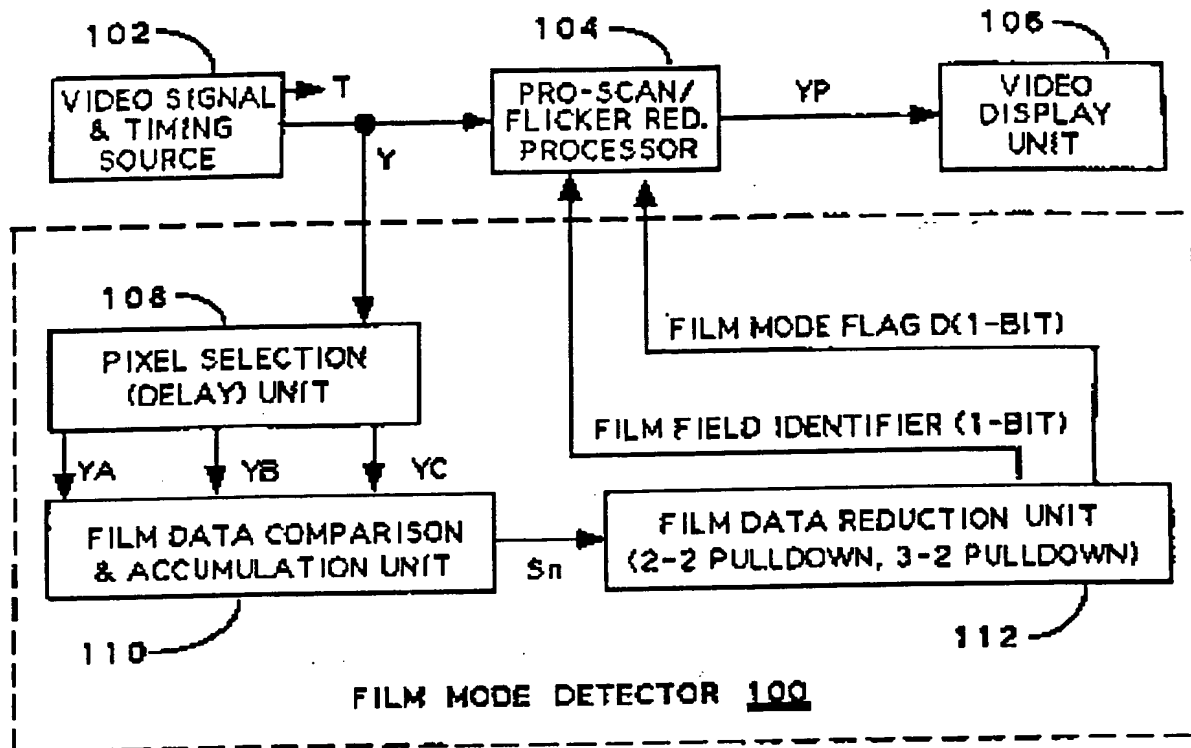 102
104
106
VIDEO SIGNAL
& TIMING
SOURCE
T
Y
PRO-SCAN/
FLICKER RED.
PROCESSOR
YP
VIDEO
DISPLAY
UNIT
108
PIXEL SELECTION
(DELAY) UNIT
FILM MODE FLAG D(1-BIT)
FILM FIELD IDENTIFIER (1-BIT)
YA
YB
YC
FILM DATA COMPARISON
& ACCUMULATION UNIT
Sn
FILM DATA REDUCTION UNIT
(2-2 PULLDOWN, 3-2 PULLDOWN)
110
112
FILM MODE DETECTOR 100